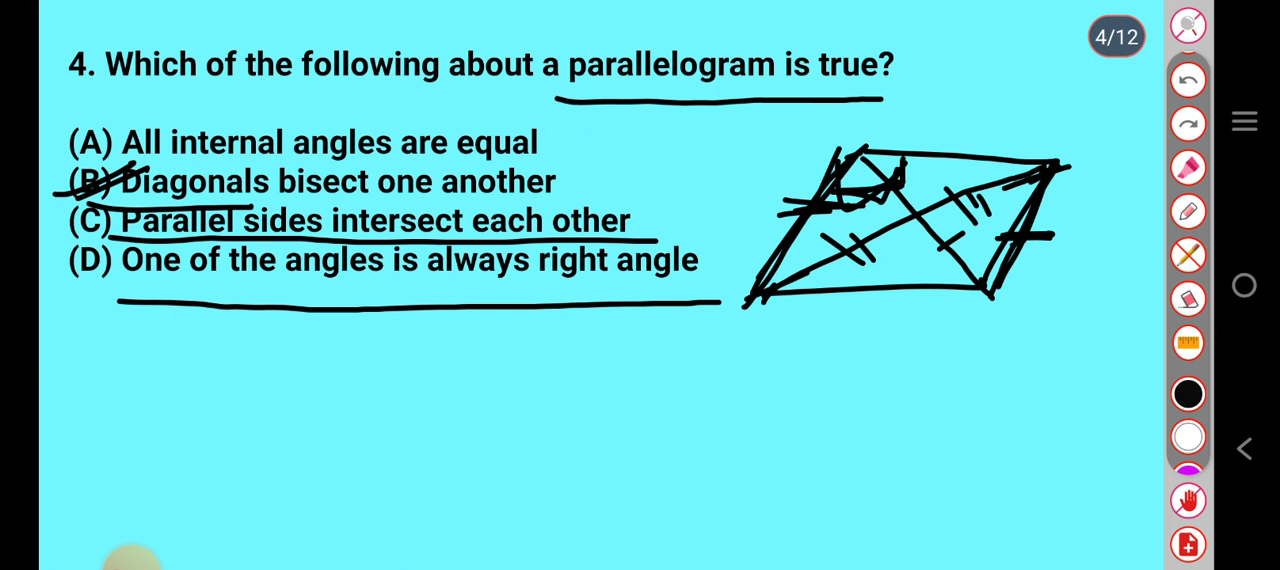 4/12
4. Which of the following about a parallelogram is true?
(A) All internal angles are equal
(B) Diagonals bisect one another
(C) Parallel sides intersect each other
(D) One of the angles is always right angle